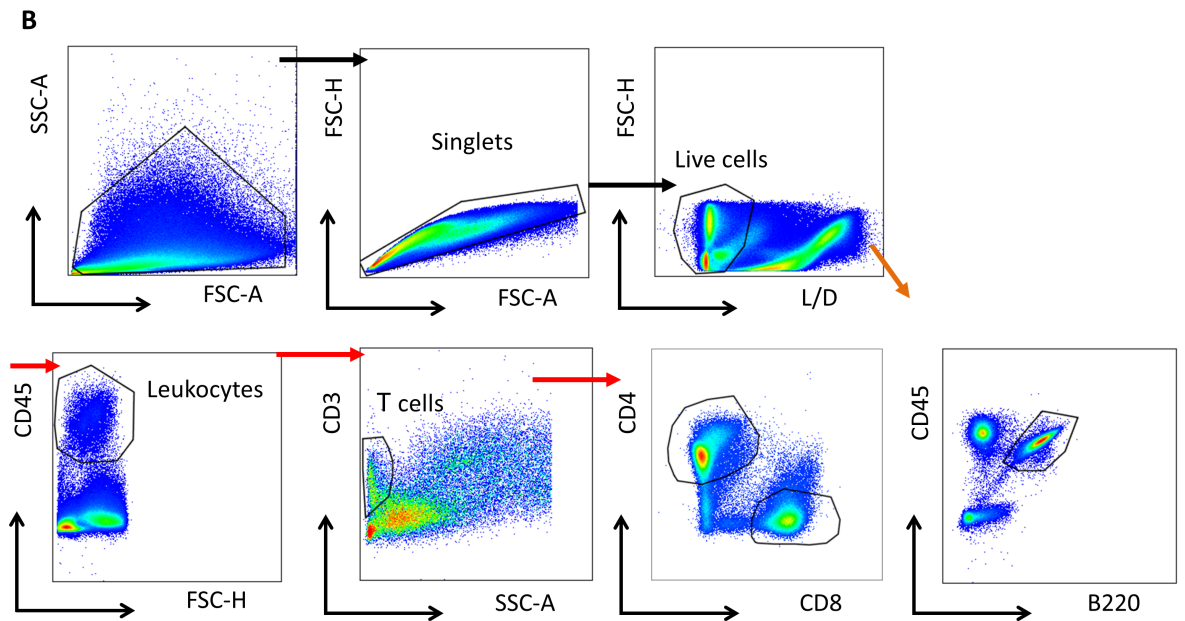 B
SSC-A
FSC-A
FSC-H
Singlets
FSC-A
FSC-H
Live cells
L/D
CD45
Leukocytes
FSC-H
CD3
T cells
SSC-A
CD4
CD8
CD45
B220